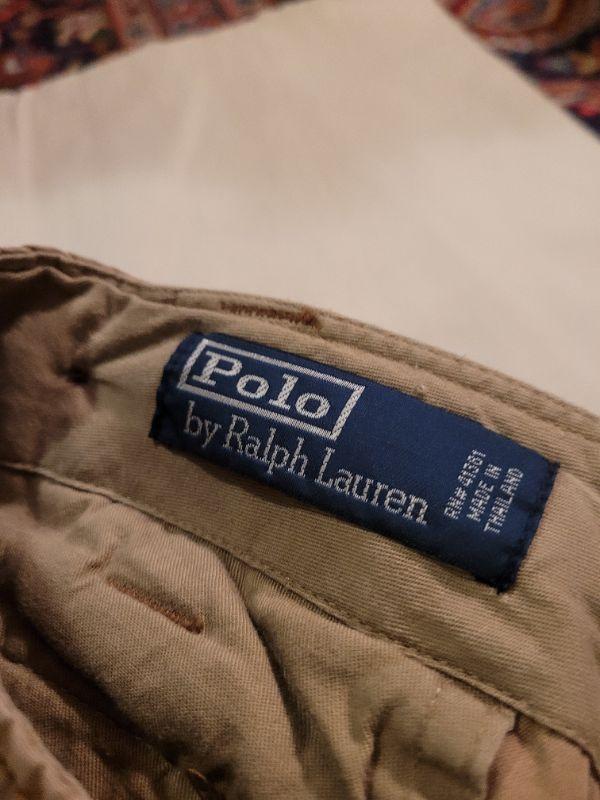 Polo
by Ralph Lauren
RN# 41381
MADE IN
THAILAND